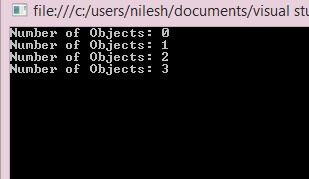 file:///c:/users/nilesh/documents/visual stu
Number of Objects: 0
Number of Objects: 1
Number of Objects: 2
Number of Objects: 3